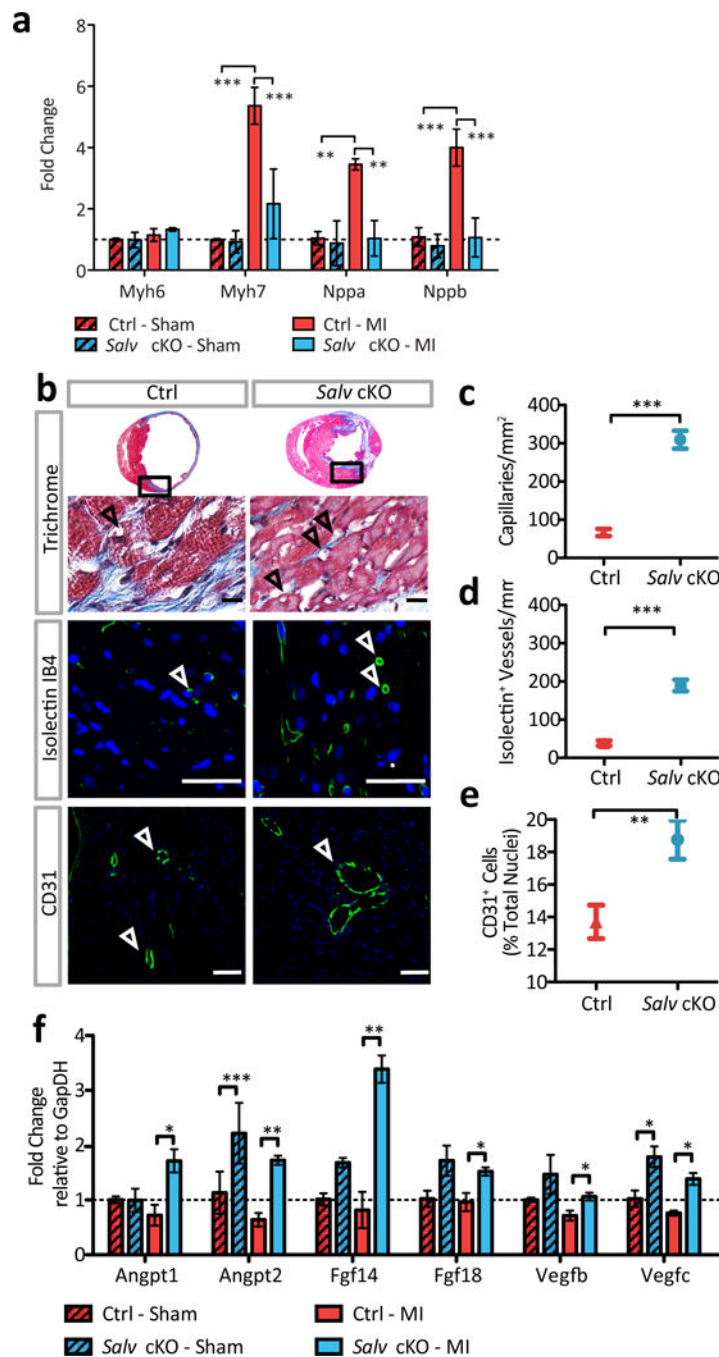 a
Fold Change
8
6
4
2
0
***
***
**
**
***
***
Myh6 Myh7 Nppa Nppb
Ctrl - Sham Ctrl - MI
Salv cKO - Sham Salv cKO - MI
b
Ctrl Salv cKO
Trichrome
Isolectin IB4
CD31
c
Capillaries/mm²
400
300
200
100
0
***
Ctrl Salv cKO
d
Isolectin⁺ Vessels/mm
400
300
200
100
0
***
Ctrl Salv cKO
e
CD31⁺ Cells
(% Total Nuclei)
20
18
16
14
12
10
**
Ctrl Salv cKO
f
Fold Change
relative to GapDH
4
3
2
1
0
*
***
**
**
*
*
*
*
Angpt1 Angpt2 Fgf14 Fgf18 Vegfb Vegfc
Ctrl - Sham Ctrl - MI
Salv cKO - Sham Salv cKO - MI